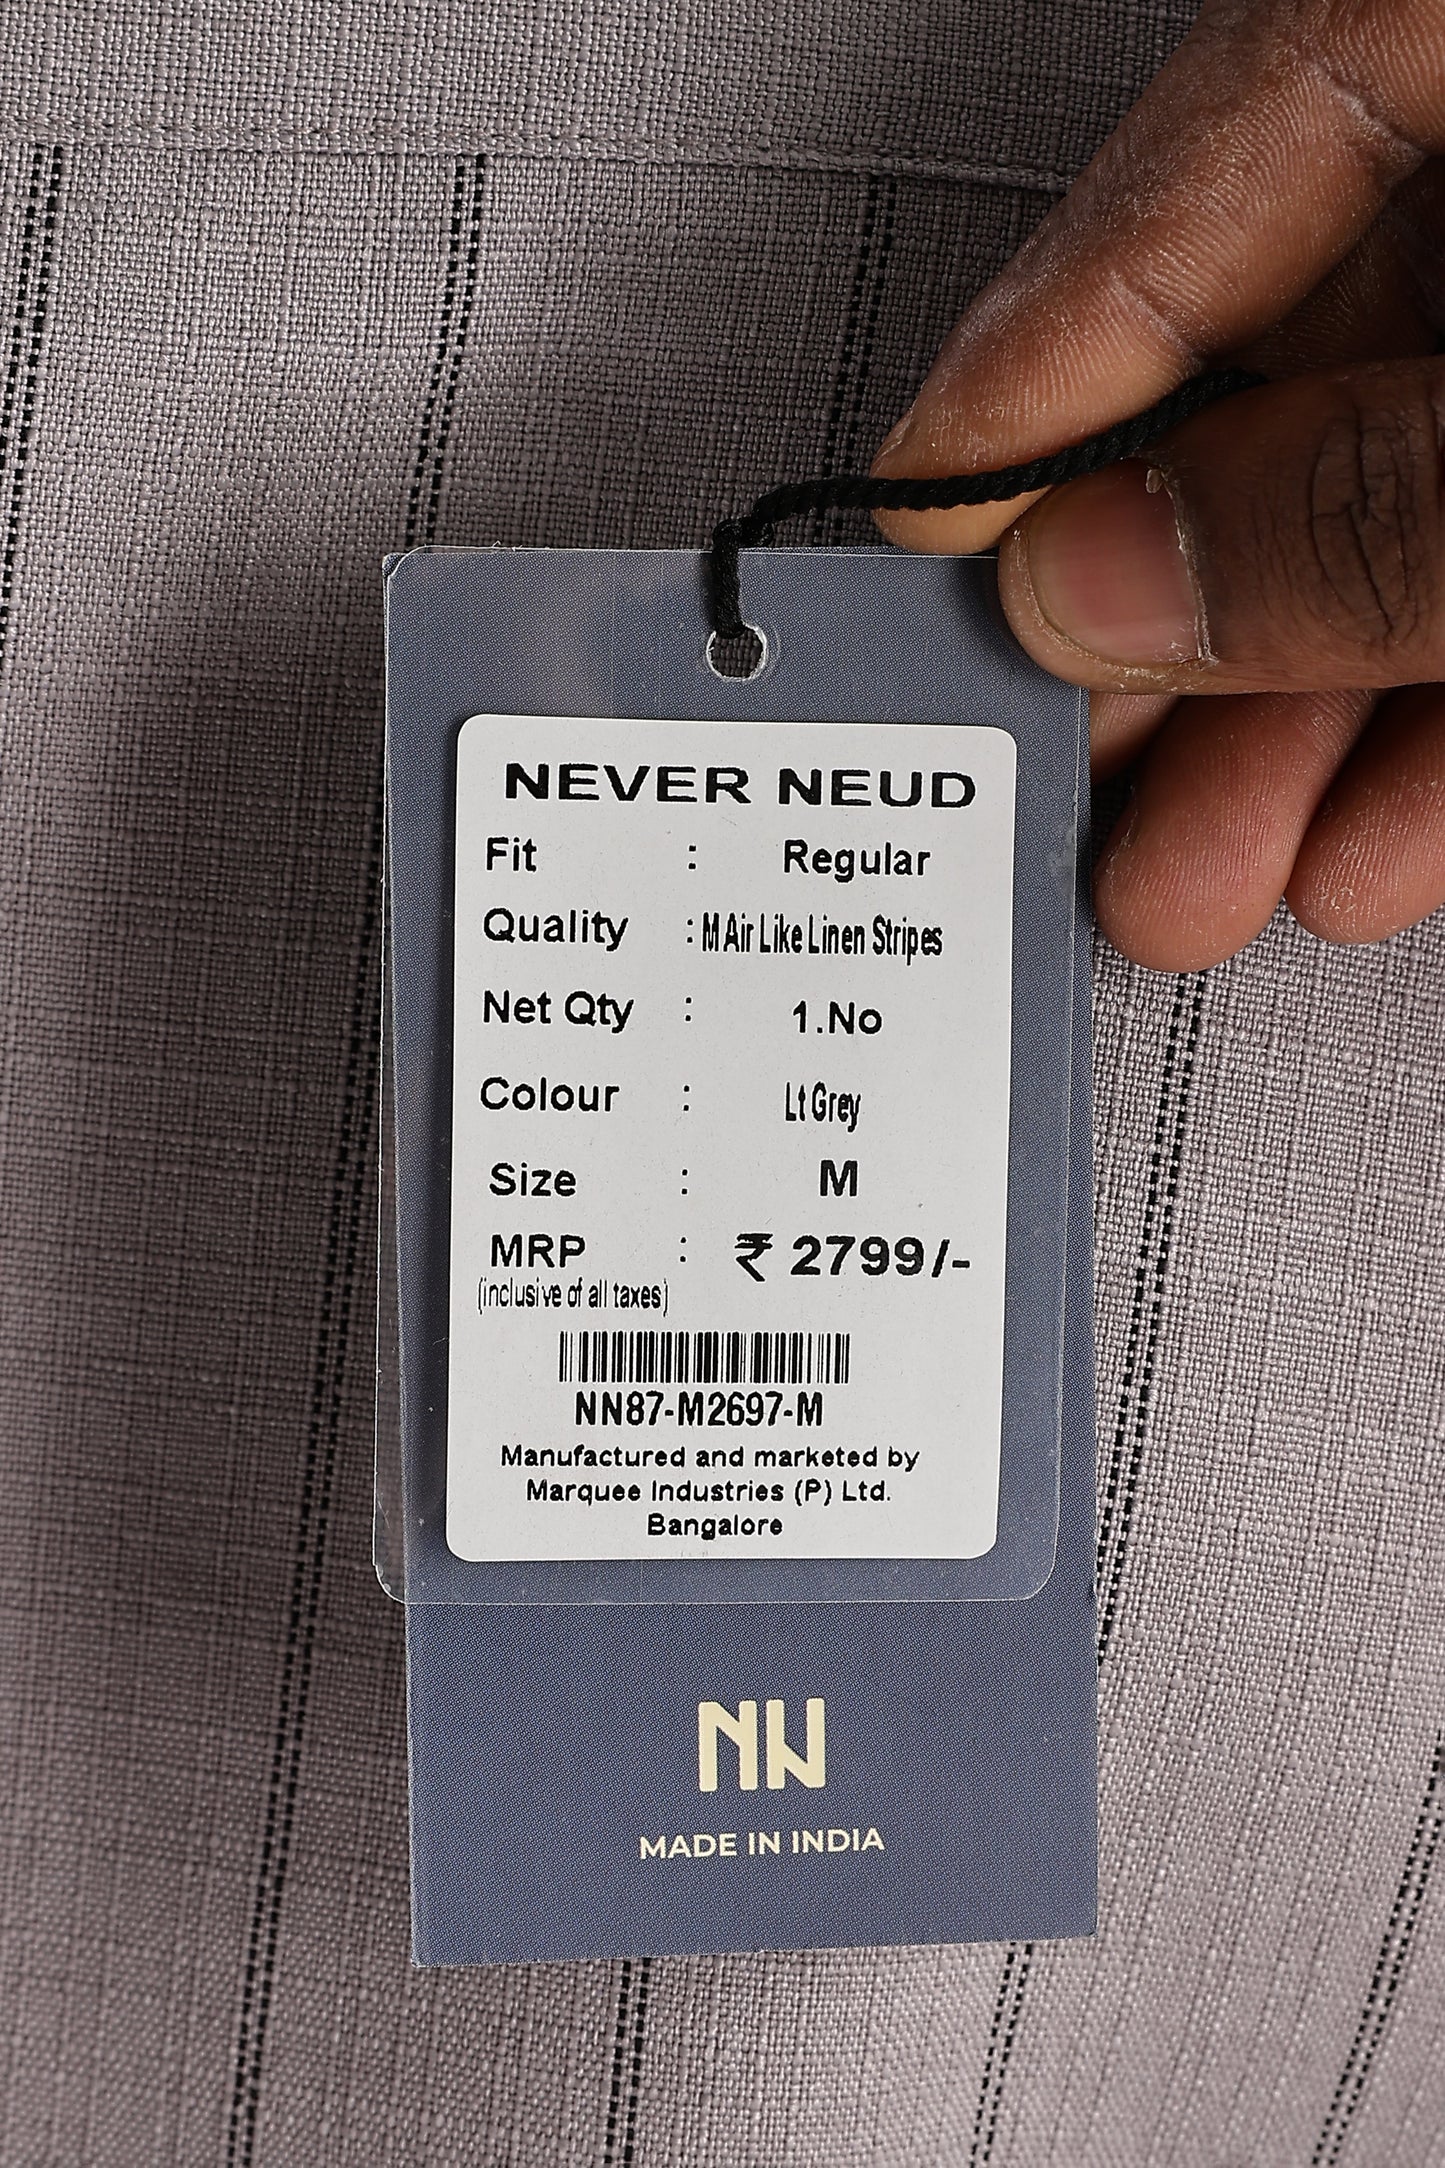 NEVER NEUD
Fit : Regular
Quality : M Air Like Linen Stripes
Net Qty : 1.No
Colour : Lt Grey
Size : M
MRP : ₹ 2799/-
(inclusive of all taxes)
NN87-M2697-M
Manufactured and marketed by
Marquee Industries (P) Ltd.
Bangalore
NN
MADE IN INDIA